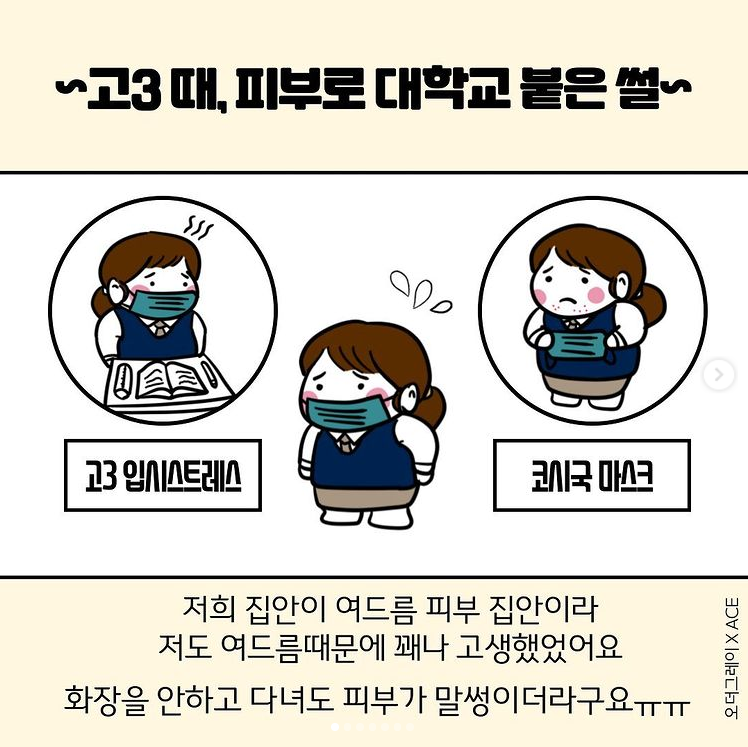 ~고3 때, 피부로 대학교 붙은 썰~
고3 입시스트레스
코시국 마스크
저희 집안이 여드름 피부 집안이라
저도 여드름때문에 꽤나 고생했었어요
화장을 안하고 다녀도 피부가 말썽이더라구요ㅠㅠ
오더그레이 X ACE